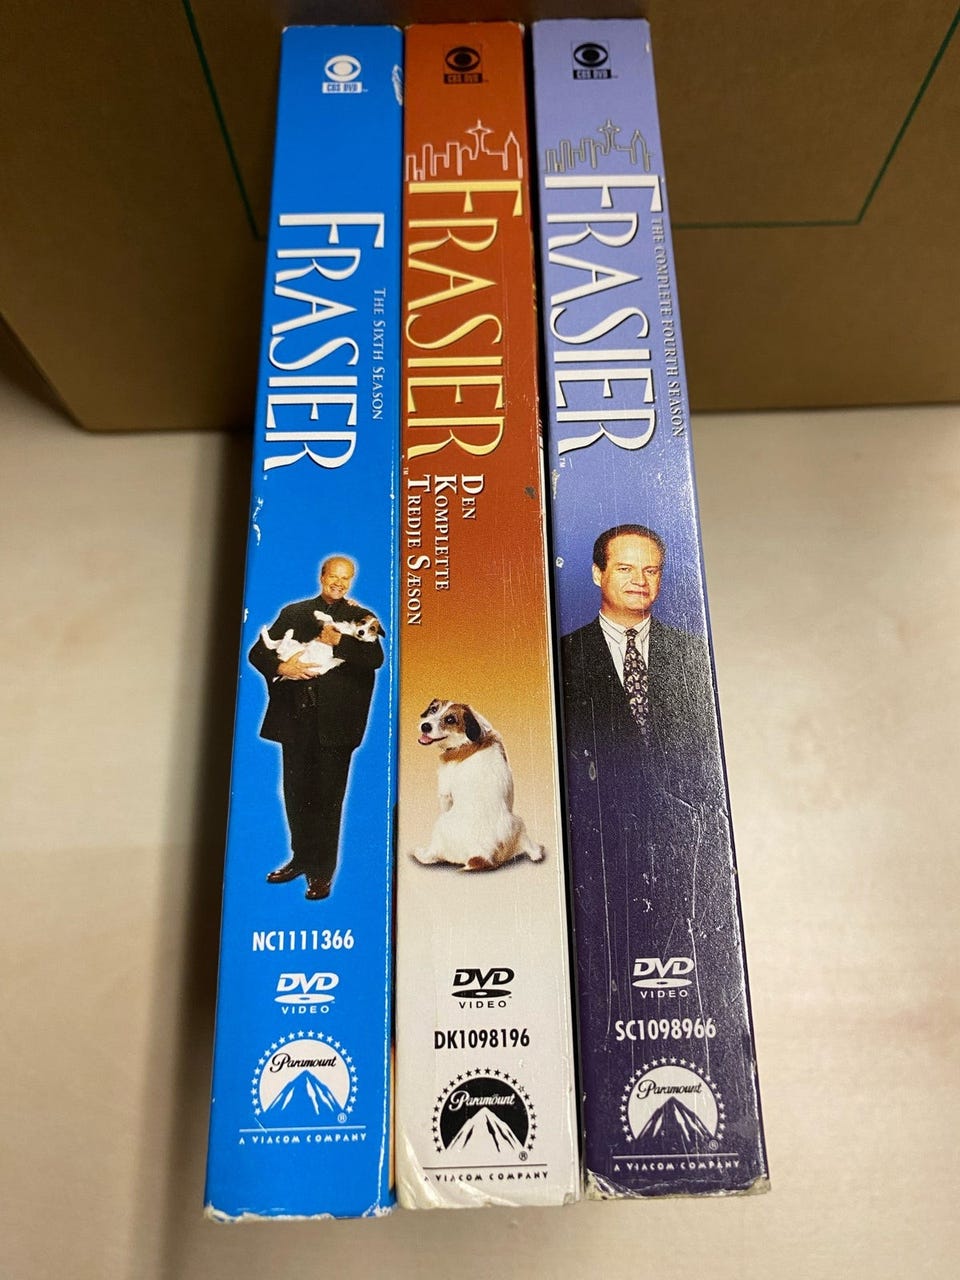 CBS DVD
FRASIER
THE SIXTH SEASON
NC1111366
DVD
VIDEO
Paramount
A VIACOM COMPANY
CBS DVD
FRASIER
DEN
KOMPLETTE
TREDJE SÆSON
DVD
VIDEO
DK1098196
Paramount
A VIACOM COMPANY
CBS DVD
FRASIER
THE COMPLETE FOURTH SEASON
DVD
VIDEO
SC1098966
Paramount
A VIACOM COMPANY